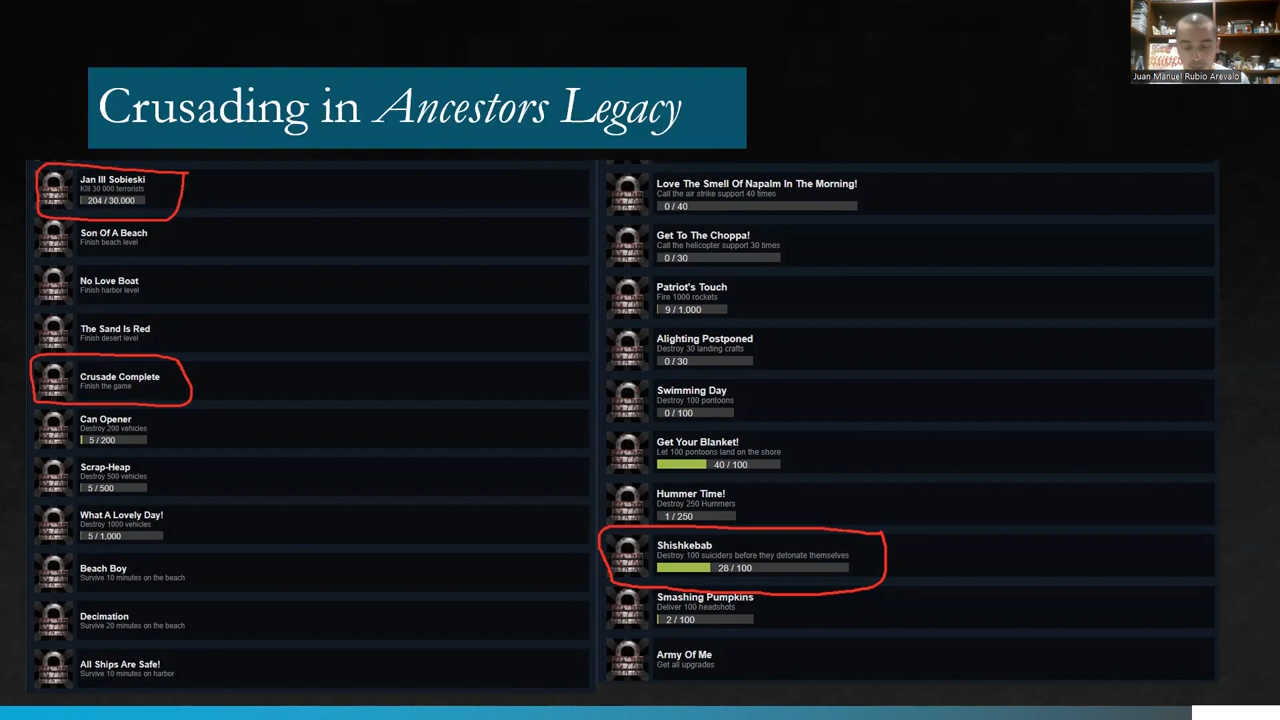 Juan Manuel Rubio Arevalo
Crusading in Ancestors Legacy
Jan III Sobieski
Kill 30 000 terrorists
204 / 30,000
Son Of A Beach
Finish beach level
No Love Boat
Finish harbor level
The Sand Is Red
Finish desert level
Crusade Complete
Finish the game
Can Opener
Destroy 200 vehicles
5 / 200
Scrap-Heap
Destroy 500 vehicles
5 / 500
What A Lovely Day!
Destroy 1000 vehicles
5 / 1,000
Beach Boy
Survive 10 minutes on the beach
Decimation
Survive 20 minutes on the beach
All Ships Are Safe!
Survive 10 minutes on harbor
Love The Smell Of Napalm In The Morning!
Call the air strike support 40 times
0 / 40
Get To The Choppa!
Call the helicopter support 30 times
0 / 30
Patriot's Touch
Fire 1000 rockets
9 / 1,000
Alighting Postponed
Destroy 30 landing crafts
0 / 30
Swimming Day
Destroy 100 pontoons
0 / 100
Get Your Blanket!
Let 100 pontoons land on the shore
40 / 100
Hummer Time!
Destroy 250 Hummers
1 / 250
Shishkebab
Destroy 100 suiciders before they detonate themselves
28 / 100
Smashing Pumpkins
Deliver 100 headshots
2 / 100
Army Of Me
Get all upgrades